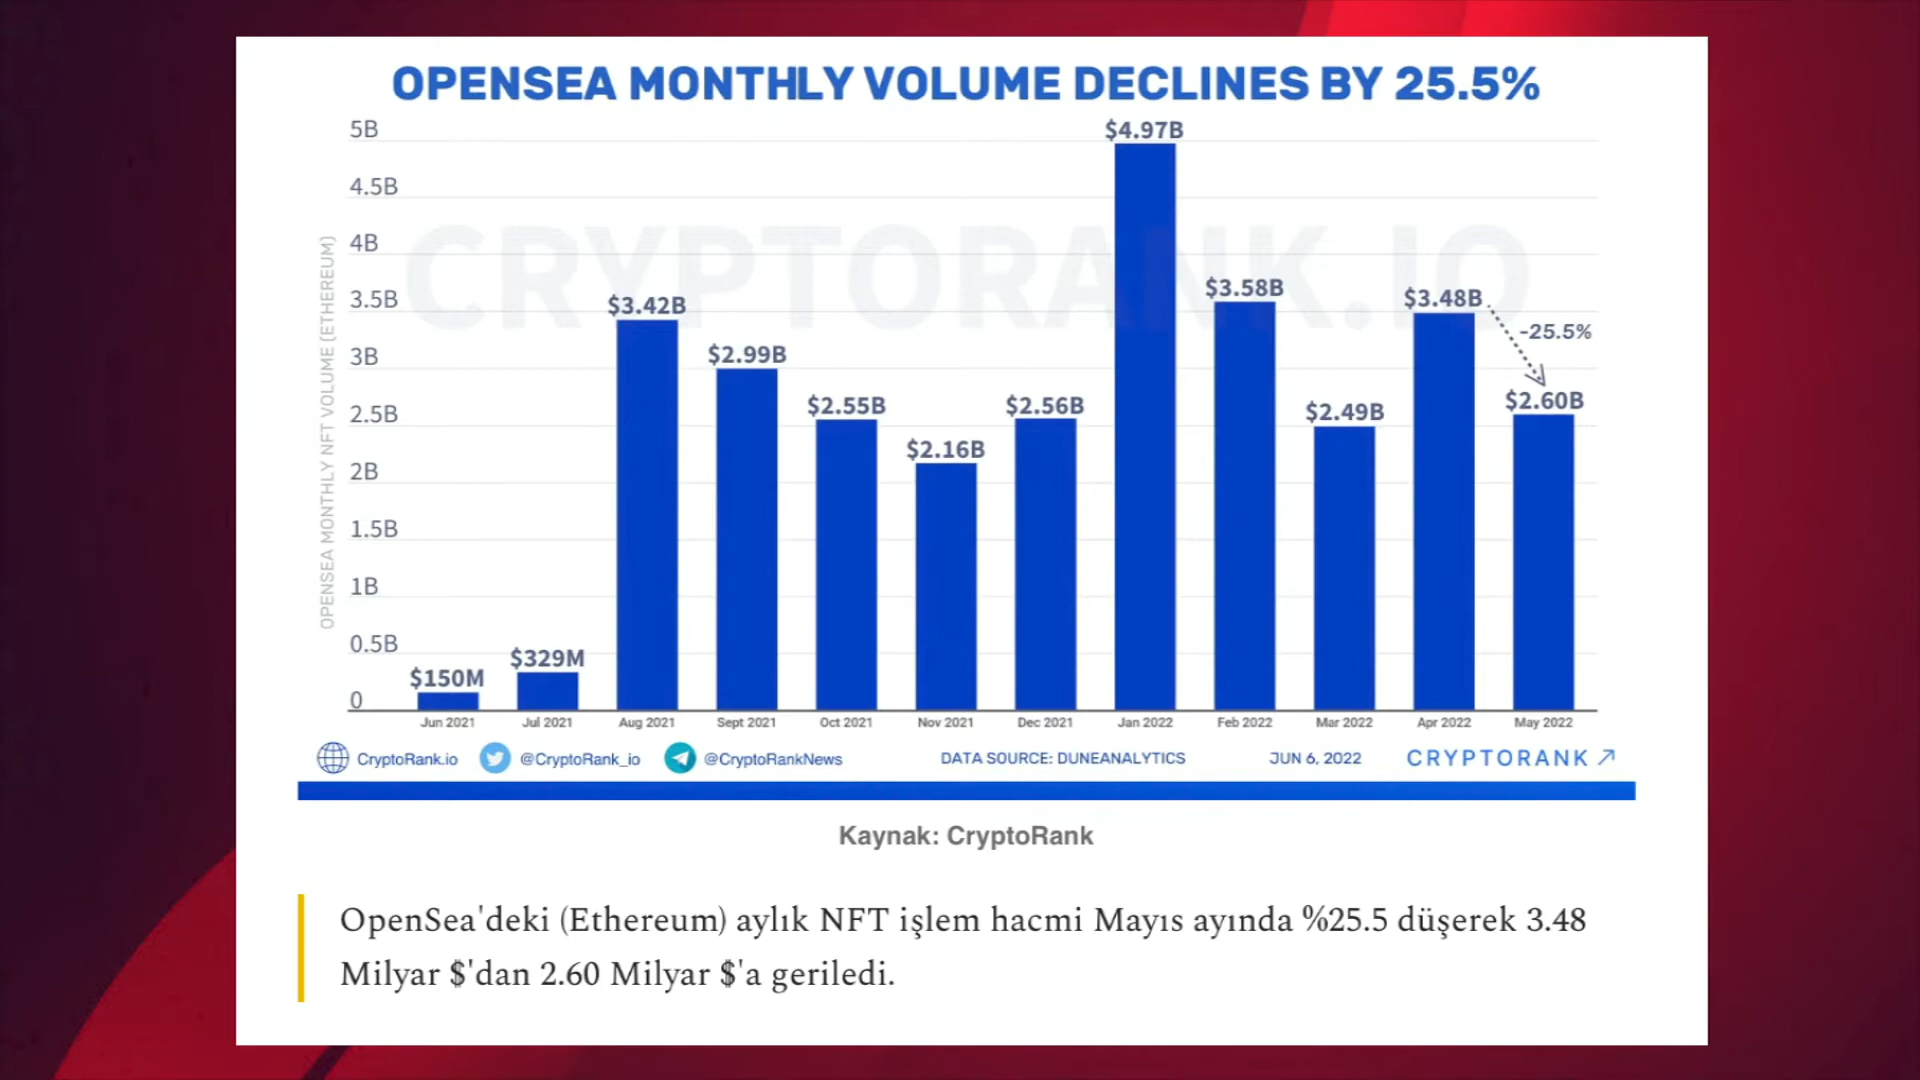 OPENSEA MONTHLY VOLUME DECLINES BY 25.5%
OPENSEA MONTHLY NFT VOLUME (ETHEREUM)
5B
4.5B
4B
3.5B
3B
2.5B
2B
1.5B
1B
0.5B
0
CRYPTORANK.IO
$150M
$329M
$3.42B
$2.99B
$2.55B
$2.16B
$2.56B
$4.97B
$3.58B
$2.49B
$3.48B
-25.5%
$2.60B
Jun 2021 Jul 2021 Aug 2021 Sept 2021 Oct 2021 Nov 2021 Dec 2021 Jan 2022 Feb 2022 Mar 2022 Apr 2022 May 2022
CryptoRank.io @CryptoRank_io @CryptoRankNews DATA SOURCE: DUNEANALYTICS JUN 6, 2022 CRYPTORANK
Kaynak: CryptoRank
OpenSea'deki (Ethereum) aylık NFT işlem hacmi Mayıs ayında %25.5 düşerek 3.48
Milyar $'dan 2.60 Milyar $'a geriledi.